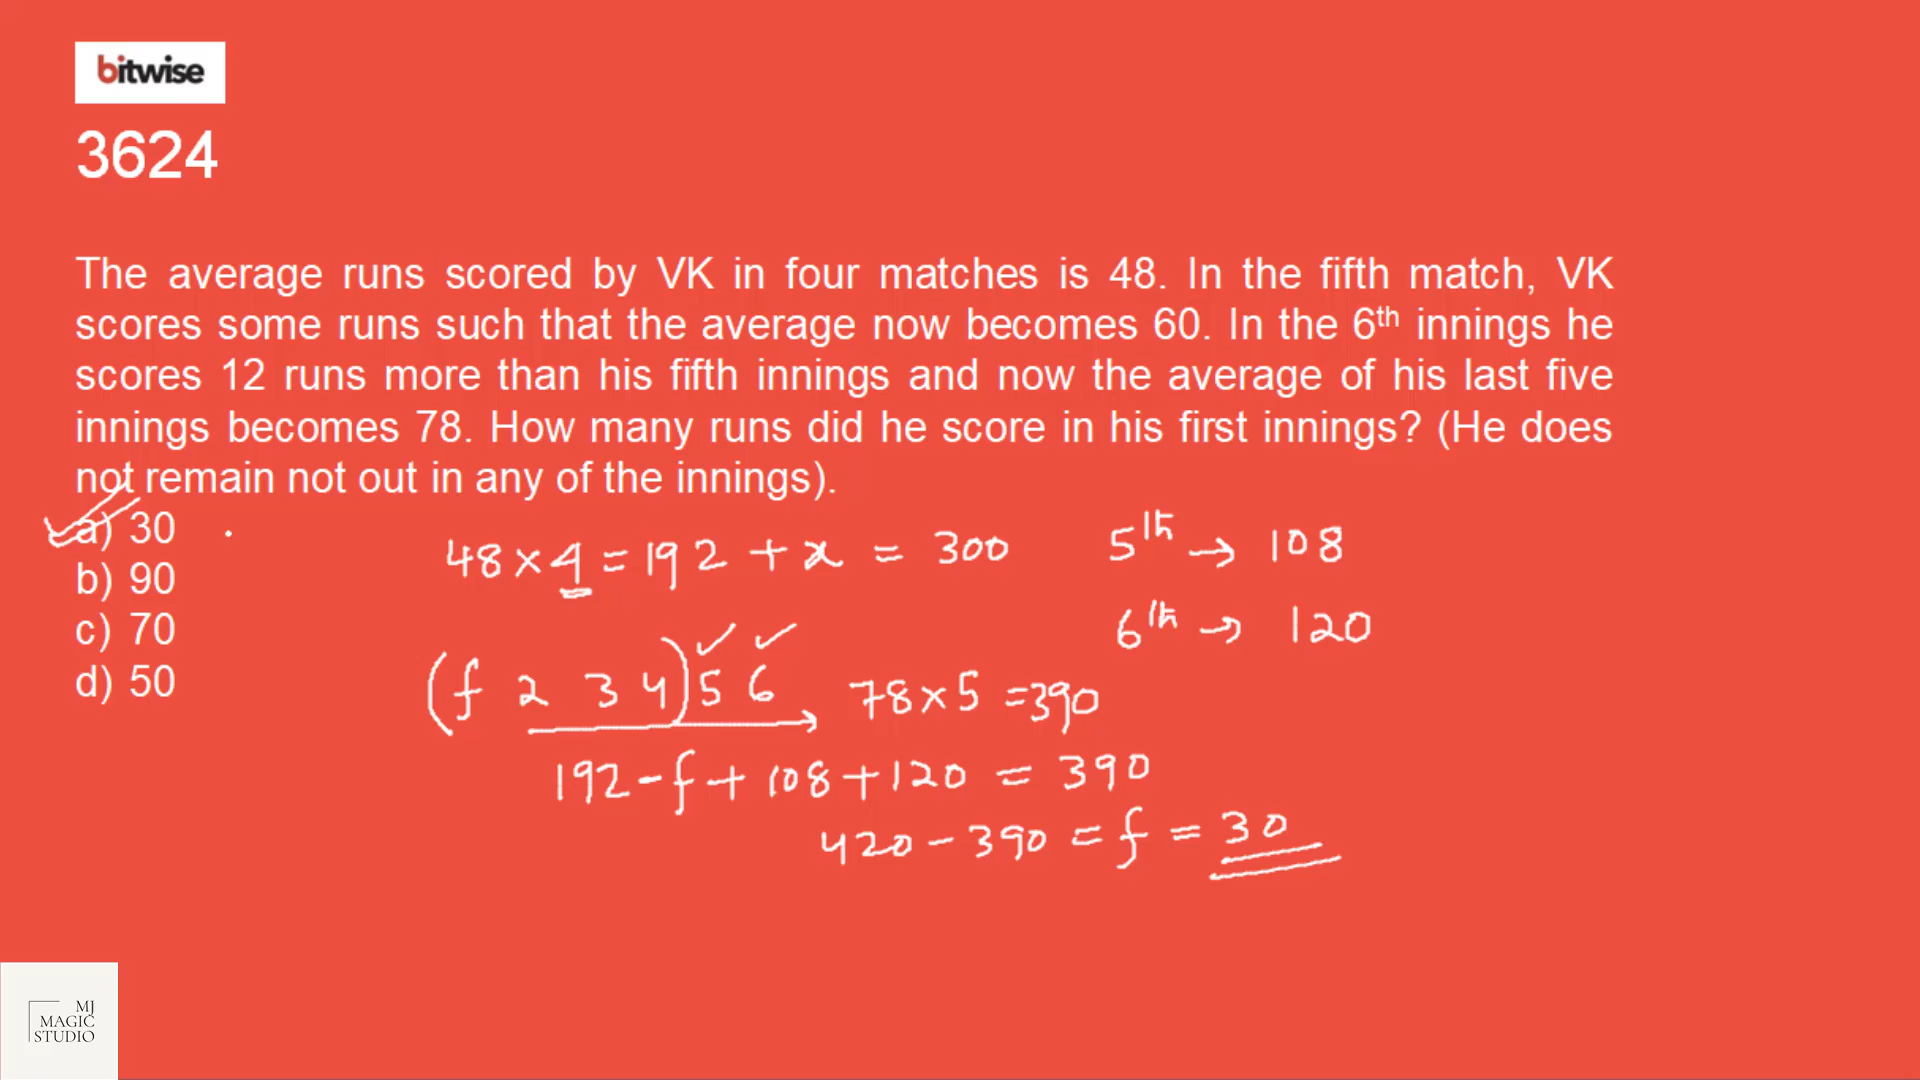 bitwise
3624
The average runs scored by VK in four matches is 48. In the fifth match, VK
scores some runs such that the average now becomes 60. In the 6th innings he
scores 12 runs more than his fifth innings and now the average of his last five
innings becomes 78. How many runs did he score in his first innings? (He does
not remain not out in any of the innings).
a) 30
b) 90
c) 70
d) 50
48 × 4 = 192 + x = 300
5th → 108
6th → 120
(f 2 3 4) 5 6
78 × 5 = 390
192 - f + 108 + 120 = 390
420 - 390 = f = 30
MJ
MAGIC
STUDIO